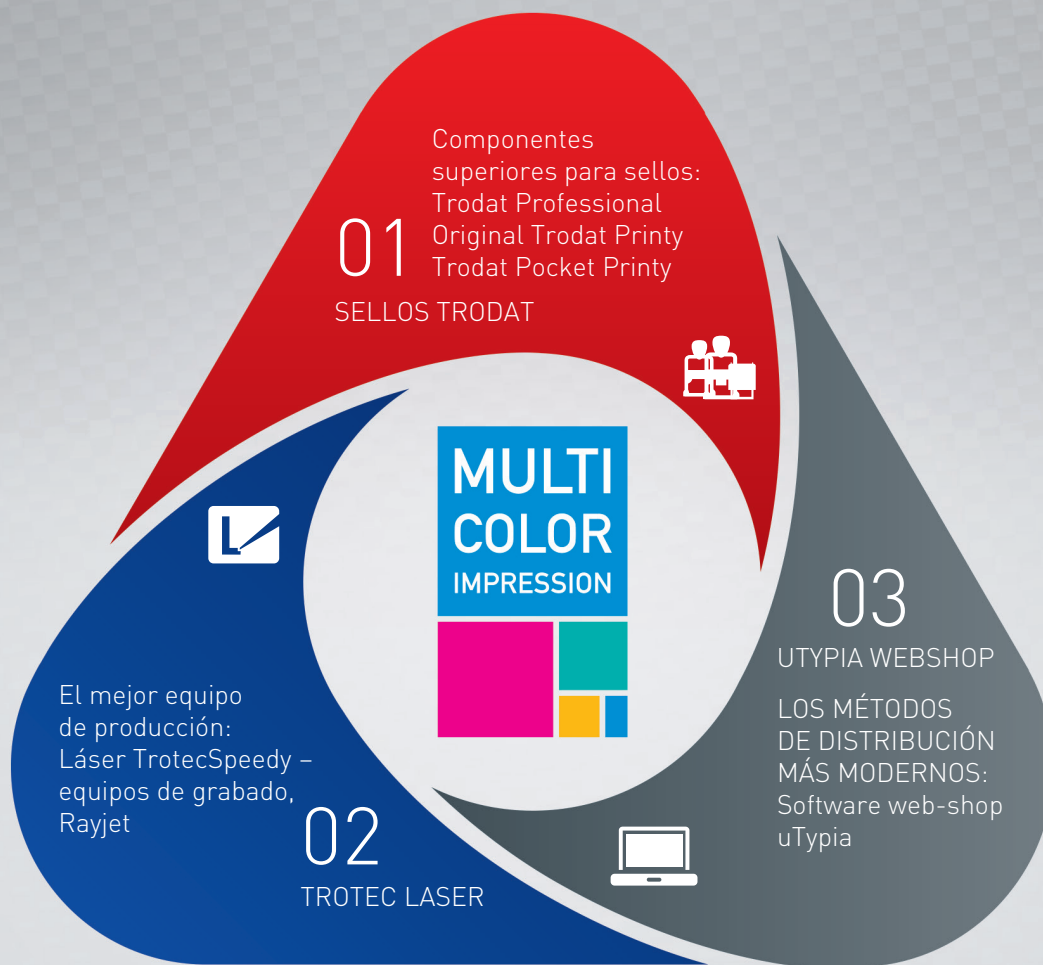 Componentes
superiores para sellos:
Trodat Professional
Original Trodat Printy
Trodat Pocket Printy
01
SELLOS TRODAT
MULTI
COLOR
IMPRESSION
L
El mejor equipo
de producción:
Láser TrotecSpeedy –
equipos de grabado,
Rayjet
02
TROTEC LASER
03
UTYPIA WEBSHOP
LOS MÉTODOS
DE DISTRIBUCIÓN
MÁS MODERNOS:
Software web-shop
uTypia